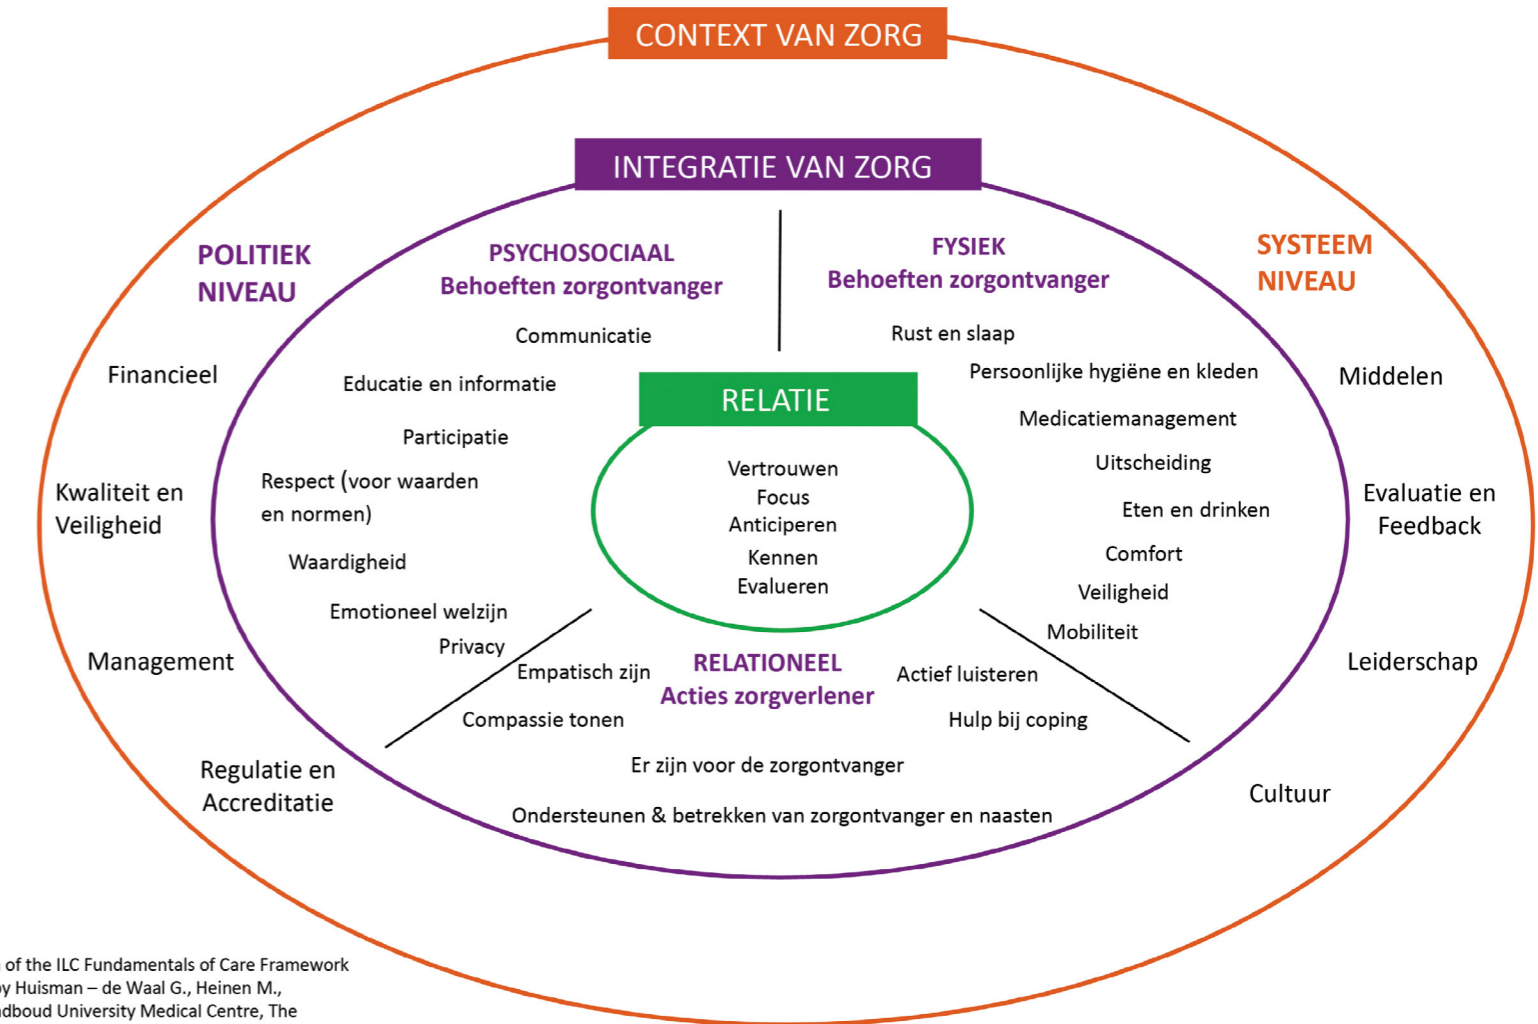 CONTEXT VAN ZORG
INTEGRATIE VAN ZORG
POLITIEK
NIVEAU
Financieel
Kwaliteit en
Veiligheid
Management
Regulatie en
Accreditatie
PSYCHOSOCIAAL
Behoeften zorgontvanger
Communicatie
Educatie en informatie
Participatie
Respect (voor waarden
en normen)
Waardigheid
Emotioneel welzijn
Privacy
FYSIEK
Behoeften zorgontvanger
Rust en slaap
Persoonlijke hygiëne en kleden
Medicatiemanagement
Uitscheiding
Eten en drinken
Comfort
Veiligheid
Mobiliteit
RELATIE
Vertrouwen
Focus
Anticiperen
Kennen
Evalueren
RELATIONEEL
Acties zorgverlener
Empatisch zijn
Compassie tonen
Actief luisteren
Hulp bij coping
Er zijn voor de zorgontvanger
Ondersteunen & betrekken van zorgontvanger en naasten
SYSTEEM
NIVEAU
Middelen
Evaluatie en
Feedback
Leiderschap
Cultuur
of the ILC Fundamentals of Care Framework
by Huisman – de Waal G., Heinen M.,
dboud University Medical Centre, The